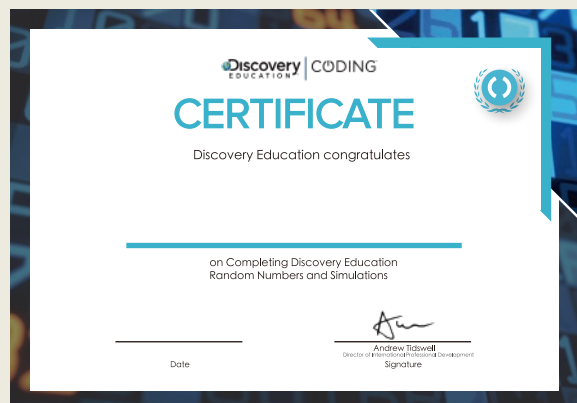 Discovery EDUCATION CODING
CERTIFICATE
Discovery Education congratulates
on Completing Discovery Education
Random Numbers and Simulations
Andrew Tidswell
Director of International Professional Development
Date Signature